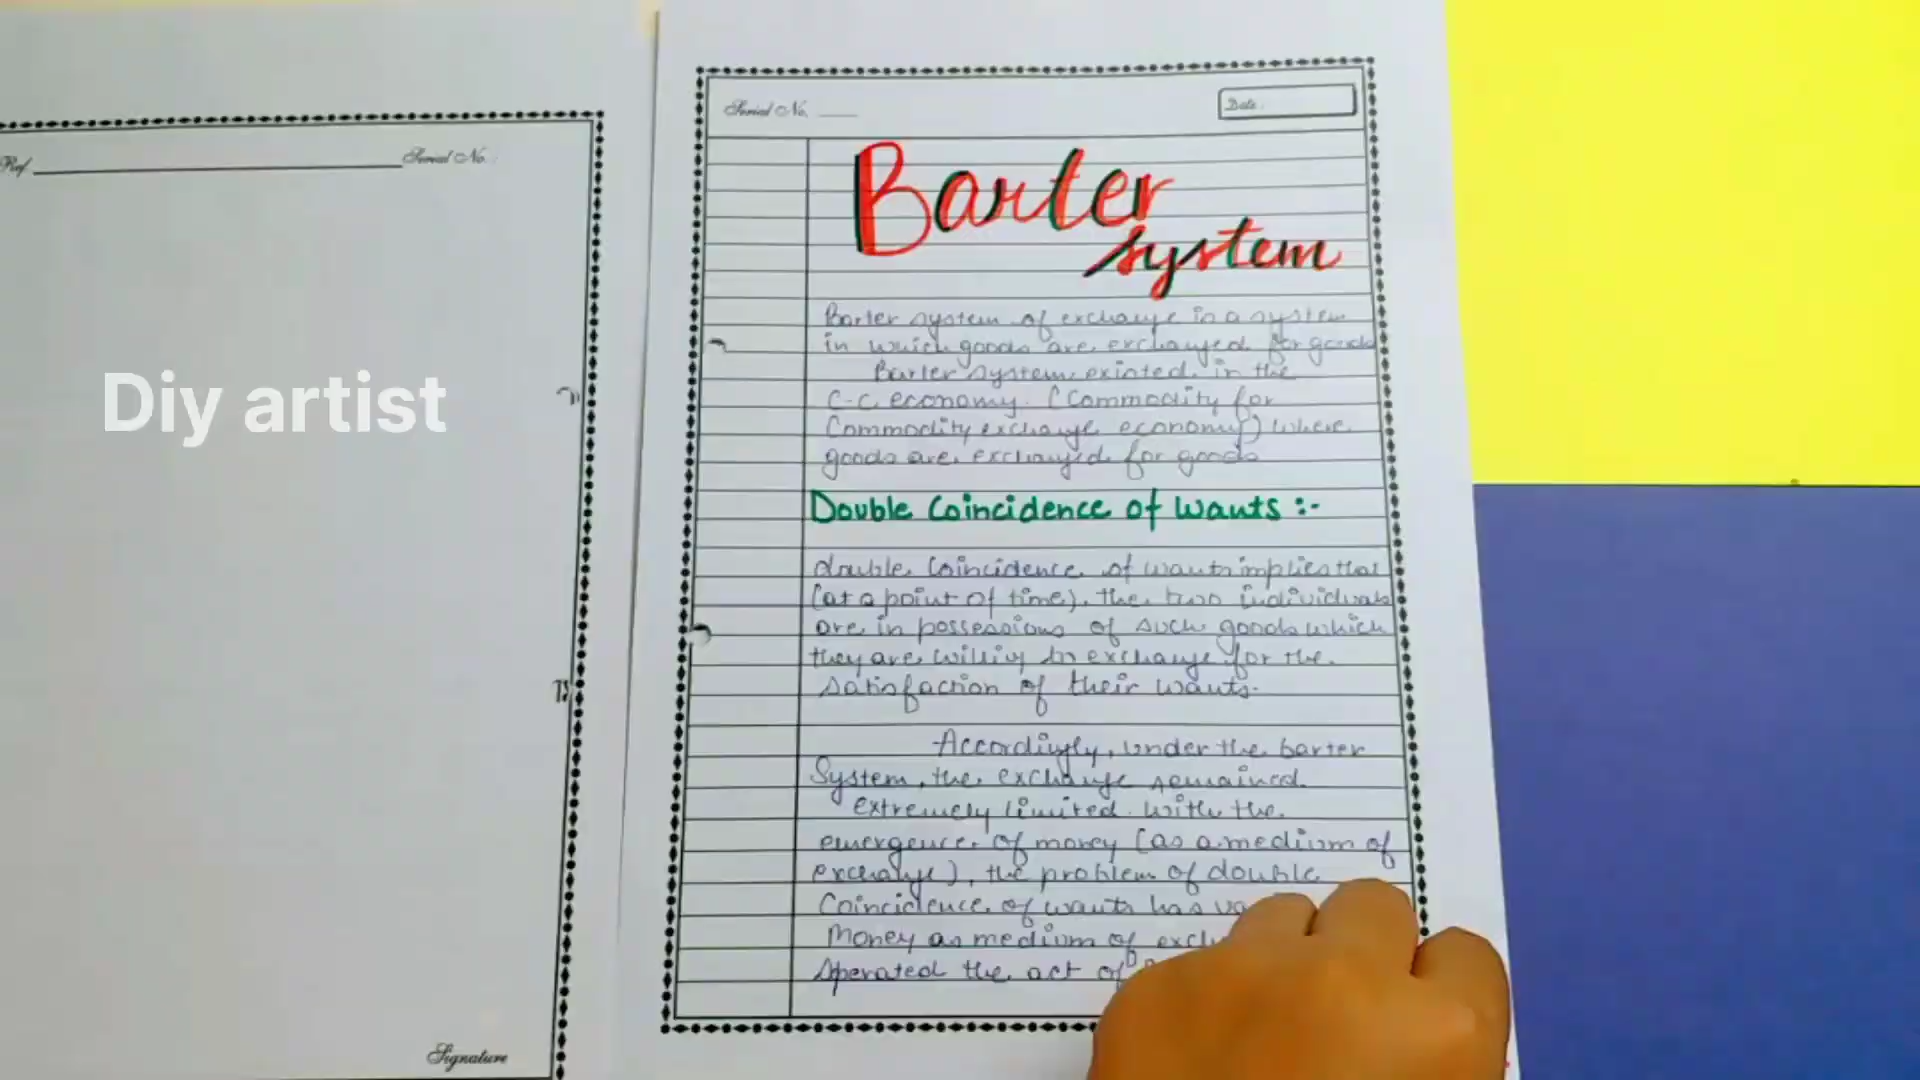 Diy artist
Ref.
Serial No.
Signature
Serial No.
Date.
Barter
system
Barter system of exchange is a system
in which goods are exchanged for goods
Barter system existed in the
C-C economy. (Commodity for
Commodity exchange economy) where
goods are exchanged for goods
Double Coincidence of Wants :-
double Coincidence of wants implies that
(at a point of time), the two individuals
are in possessions of such goods which
they are willing to exchange for the
satisfaction of their wants.
Accordingly, under the barter
System, the exchange remained
extremely limited. With the
emergence of money (as a medium of
exchange), the problem of double
Coincidence of wants has
Money as medium of
the act of